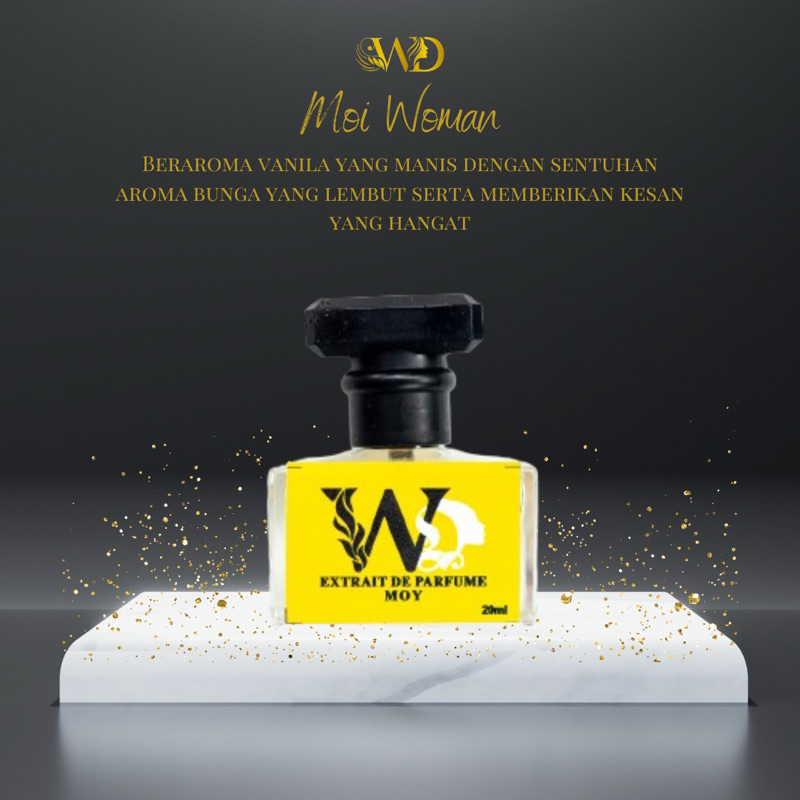 WD
Moi Woman
Beraroma vanila yang manis dengan sentuhan
aroma bunga yang lembut serta memberikan kesan
yang hangat
WD
EXTRAIT DE PARFUME
MOY
20ml